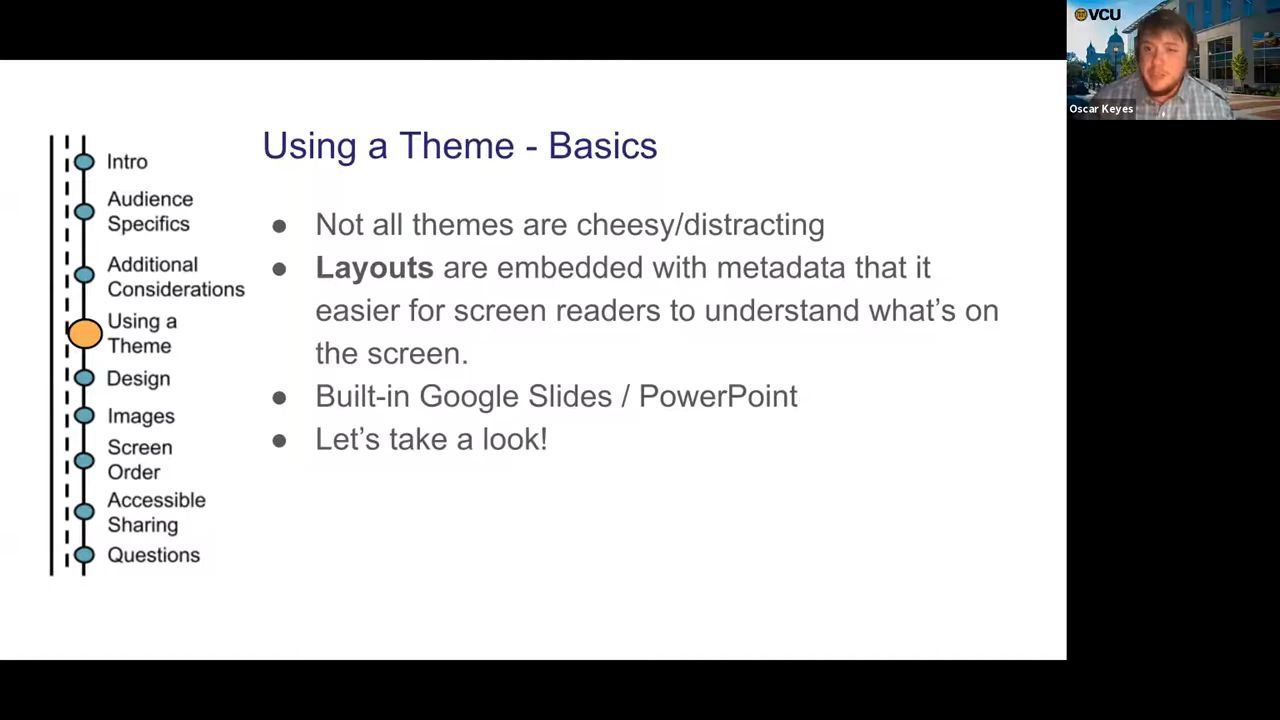 VCU
Oscar Keyes
Using a Theme - Basics
Intro
Audience
Specifics
Additional
Considerations
Using a
Theme
Design
Images
Screen
Order
Accessible
Sharing
Questions
● Not all themes are cheesy/distracting
● Layouts are embedded with metadata that it
easier for screen readers to understand what’s on
the screen.
● Built-in Google Slides / PowerPoint
● Let’s take a look!